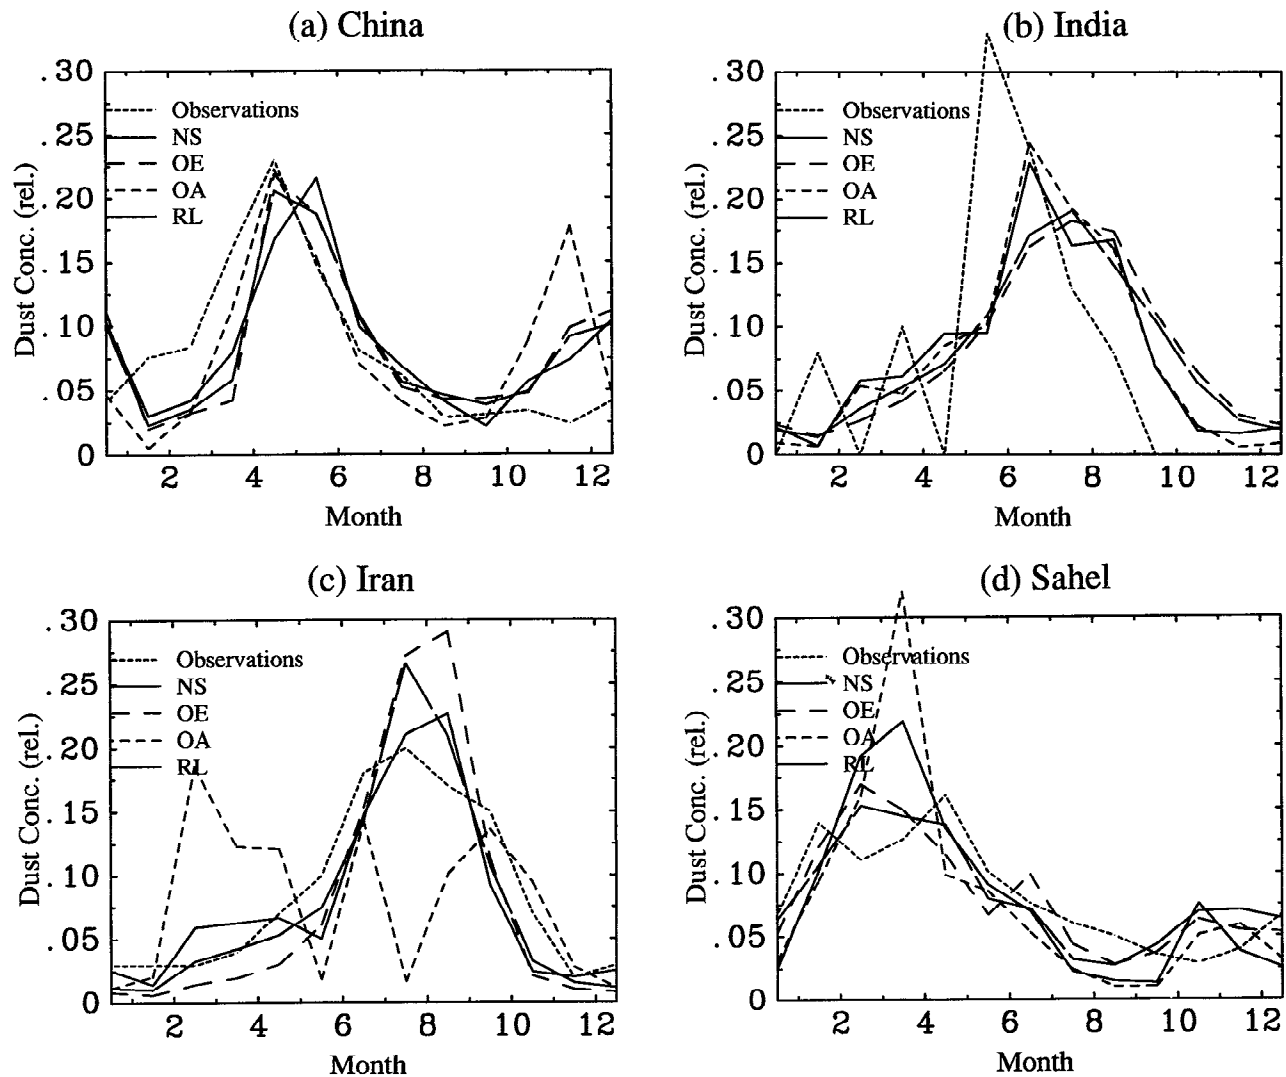 (a) China
.30
.25
.20
.15
.10
.05
0
Dust Conc. (rel.)
Observations
NS
OE
OA
RL
2 4 6 8 10 12
Month
(b) India
.30
.25
.20
.15
.10
.05
0
Dust Conc. (rel.)
Observations
NS
OE
OA
RL
2 4 6 8 10 12
Month
(c) Iran
.30
.25
.20
.15
.10
.05
0
Dust Conc. (rel.)
Observations
NS
OE
OA
RL
2 4 6 8 10 12
Month
(d) Sahel
.30
.25
.20
.15
.10
.05
0
Dust Conc. (rel.)
Observations
NS
OE
OA
RL
2 4 6 8 10 12
Month